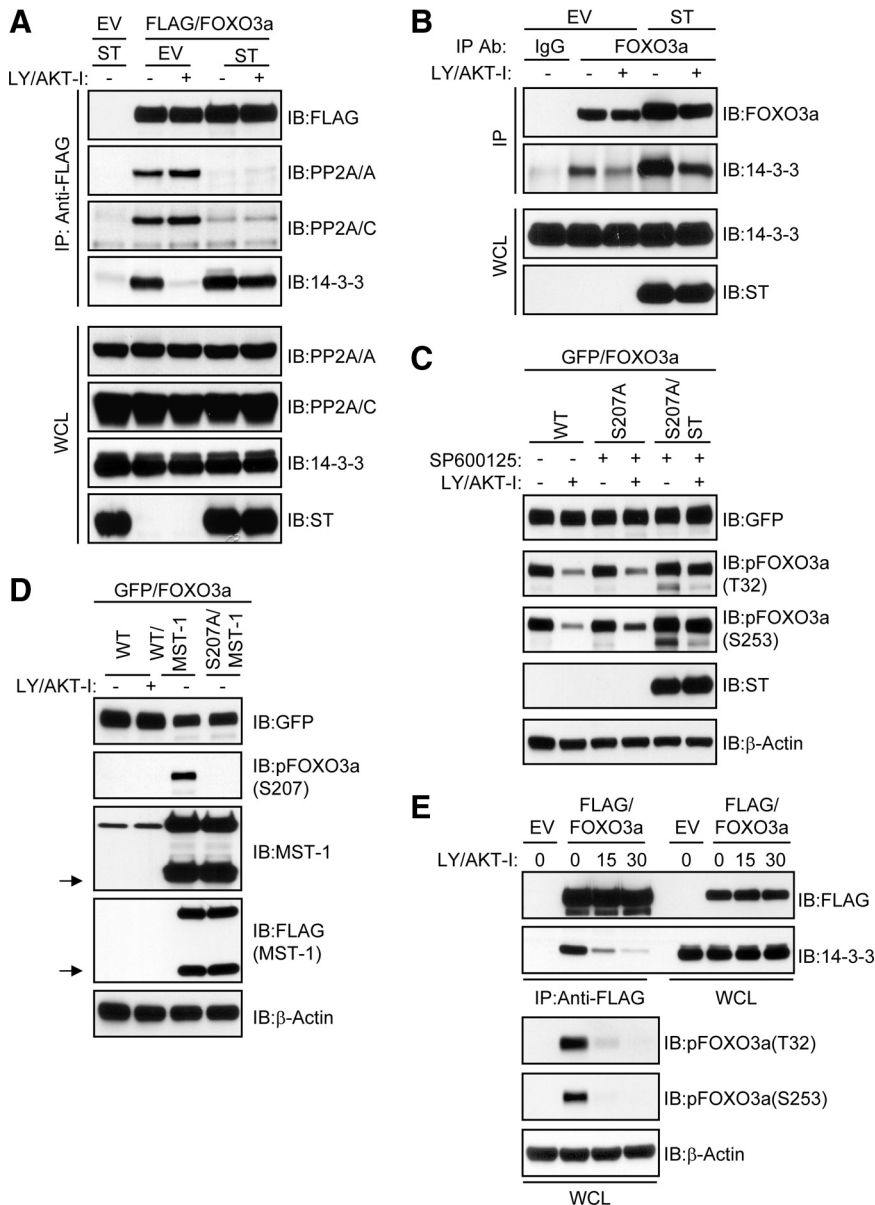 A
EV FLAG/FOXO3a
ST EV ST
LY/AKT-I: - - + - +
IP: Anti-FLAG
IB:FLAG
IB:PP2A/A
IB:PP2A/C
IB:14-3-3
WCL
IB:PP2A/A
IB:PP2A/C
IB:14-3-3
IB:ST
B
EV ST
IP Ab: IgG FOXO3a
LY/AKT-I: - - + - +
IP
IB:FOXO3a
IB:14-3-3
WCL
IB:14-3-3
IB:ST
C
GFP/FOXO3a
WT S207A S207A/
ST
SP600125: - - + + + +
LY/AKT-I: - + - + - +
IB:GFP
IB:pFOXO3a
(T32)
IB:pFOXO3a
(S253)
IB:ST
IB:β-Actin
D
GFP/FOXO3a
WT WT/
MST-1 S207A/
MST-1
LY/AKT-I: - + - -
IB:GFP
IB:pFOXO3a
(S207)
IB:MST-1
IB:FLAG
(MST-1)
IB:β-Actin
E
FLAG/ FLAG/
EV FOXO3a EV FOXO3a
LY/AKT-I: 0 0 15 30 0 0 15 30
IB:FLAG
IB:14-3-3
IP:Anti-FLAG WCL
IB:pFOXO3a(T32)
IB:pFOXO3a(S253)
IB:β-Actin
WCL